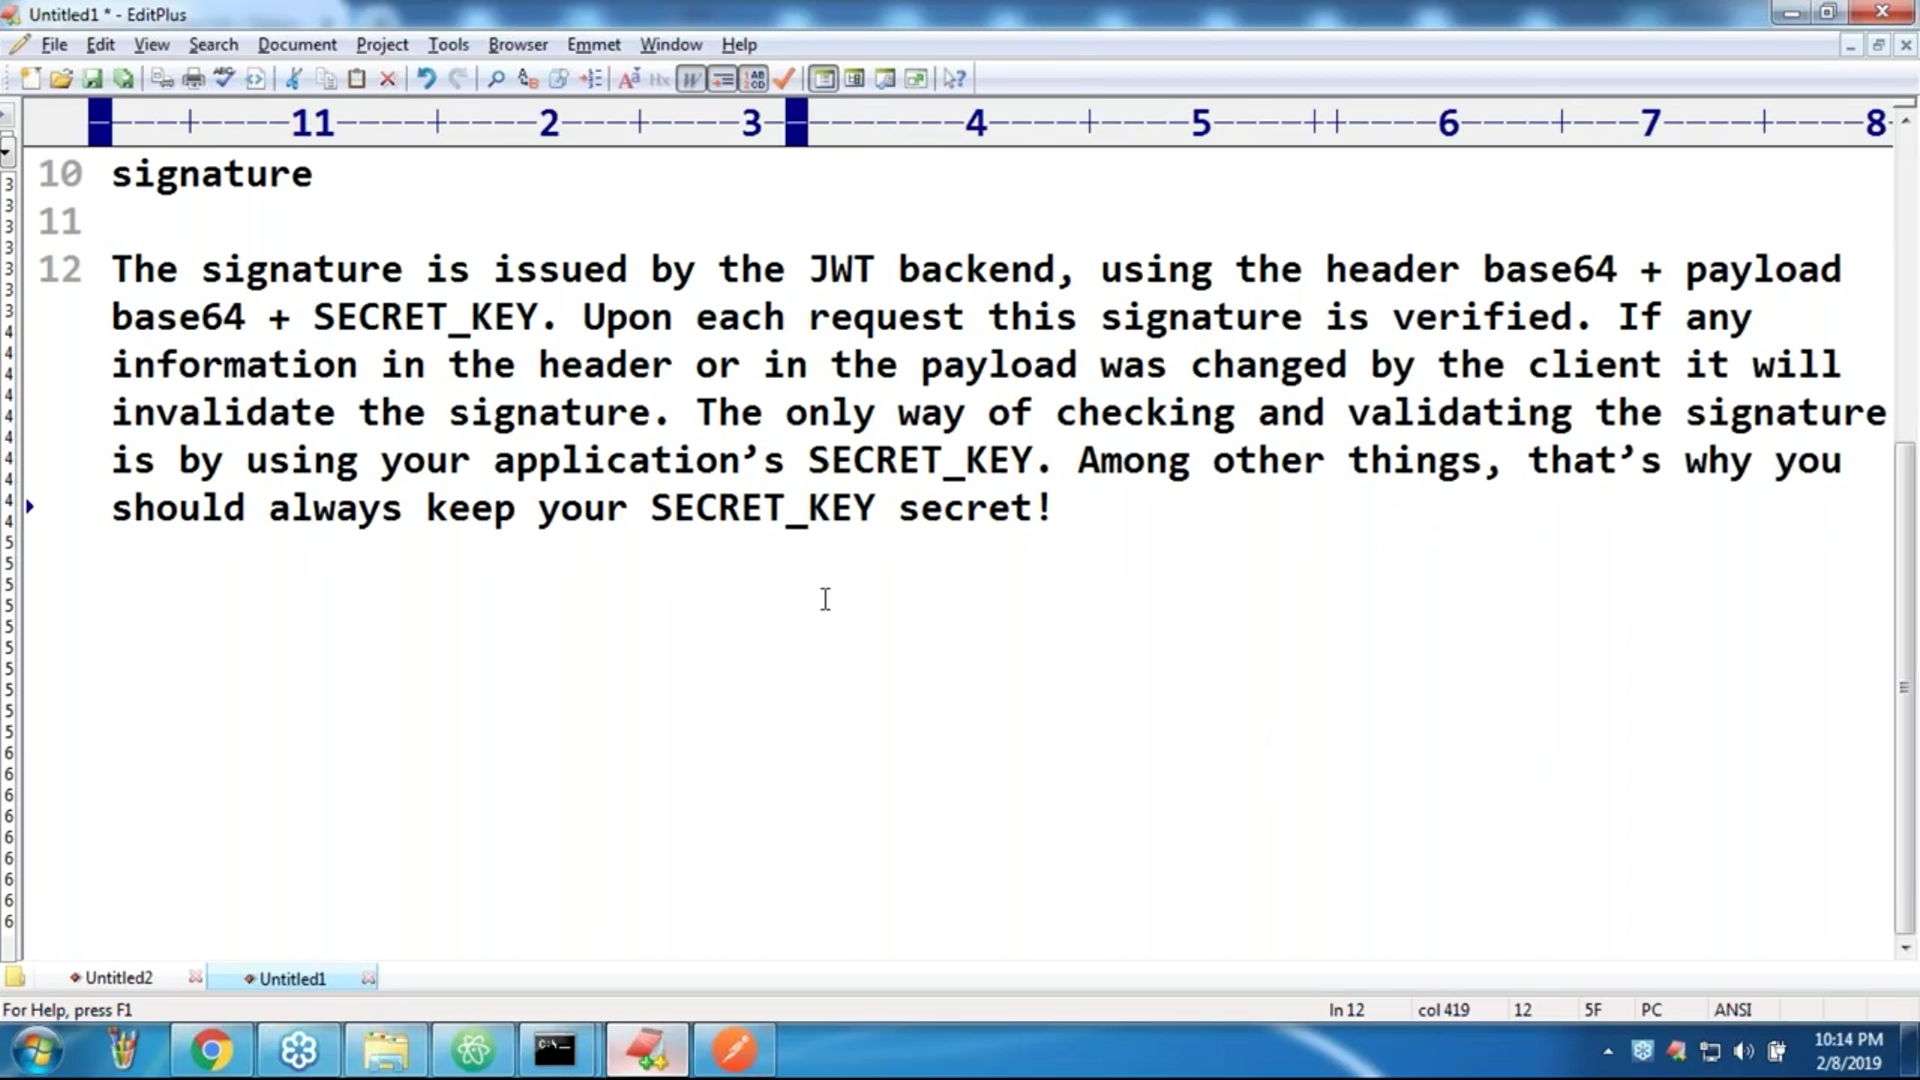 Untitled1 * - EditPlus
File Edit View Search Document Project Tools Browser Emmet Window Help
11 2 3 4 5 6 7 8
10 signature
11
12 The signature is issued by the JWT backend, using the header base64 + payload
base64 + SECRET_KEY. Upon each request this signature is verified. If any
information in the header or in the payload was changed by the client it will
invalidate the signature. The only way of checking and validating the signature
is by using your application’s SECRET_KEY. Among other things, that’s why you
should always keep your SECRET_KEY secret!
Untitled2 Untitled1
For Help, press F1 ln 12 col 419 12 5F PC ANSI
10:14 PM
2/8/2019